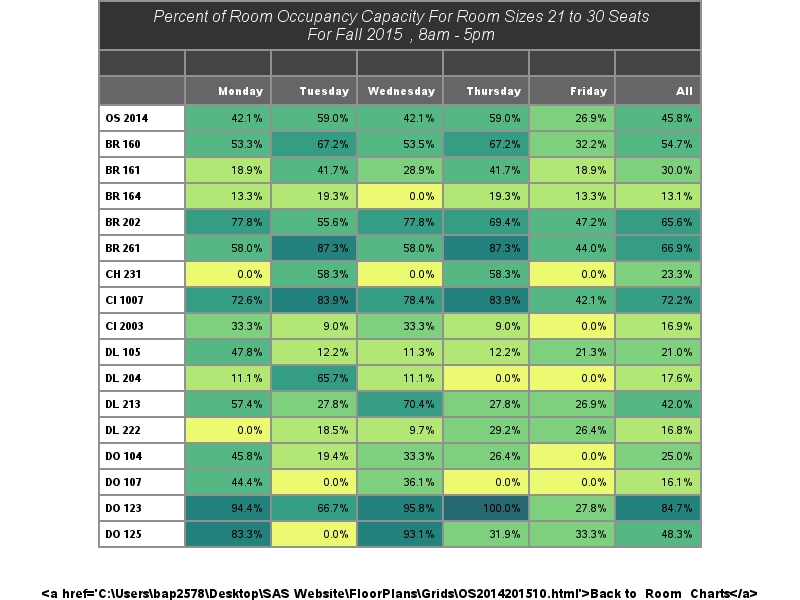 Percent of Room Occupancy Capacity For Room Sizes 21 to 30 Seats
For Fall 2015 , 8am - 5pm
Monday Tuesday Wednesday Thursday Friday All
OS 2014 42.1% 59.0% 42.1% 59.0% 26.9% 45.8%
BR 160 53.3% 67.2% 53.5% 67.2% 32.2% 54.7%
BR 161 18.9% 41.7% 28.9% 41.7% 18.9% 30.0%
BR 164 13.3% 19.3% 0.0% 19.3% 13.3% 13.1%
BR 202 77.8% 55.6% 77.8% 69.4% 47.2% 65.6%
BR 261 58.0% 87.3% 58.0% 87.3% 44.0% 66.9%
CH 231 0.0% 58.3% 0.0% 58.3% 0.0% 23.3%
CI 1007 72.6% 83.9% 78.4% 83.9% 42.1% 72.2%
CI 2003 33.3% 9.0% 33.3% 9.0% 0.0% 16.9%
DL 105 47.8% 12.2% 11.3% 12.2% 21.3% 21.0%
DL 204 11.1% 65.7% 11.1% 0.0% 0.0% 17.6%
DL 213 57.4% 27.8% 70.4% 27.8% 26.9% 42.0%
DL 222 0.0% 18.5% 9.7% 29.2% 26.4% 16.8%
DO 104 45.8% 19.4% 33.3% 26.4% 0.0% 25.0%
DO 107 44.4% 0.0% 36.1% 0.0% 0.0% 16.1%
DO 123 94.4% 66.7% 95.8% 100.0% 27.8% 84.7%
DO 125 83.3% 0.0% 93.1% 31.9% 33.3% 48.3%
<a href='C:\Users\bap2578\Desktop\SAS Website\FloorPlans\Grids\OS2014201510.html'>Back to Room Charts</a>